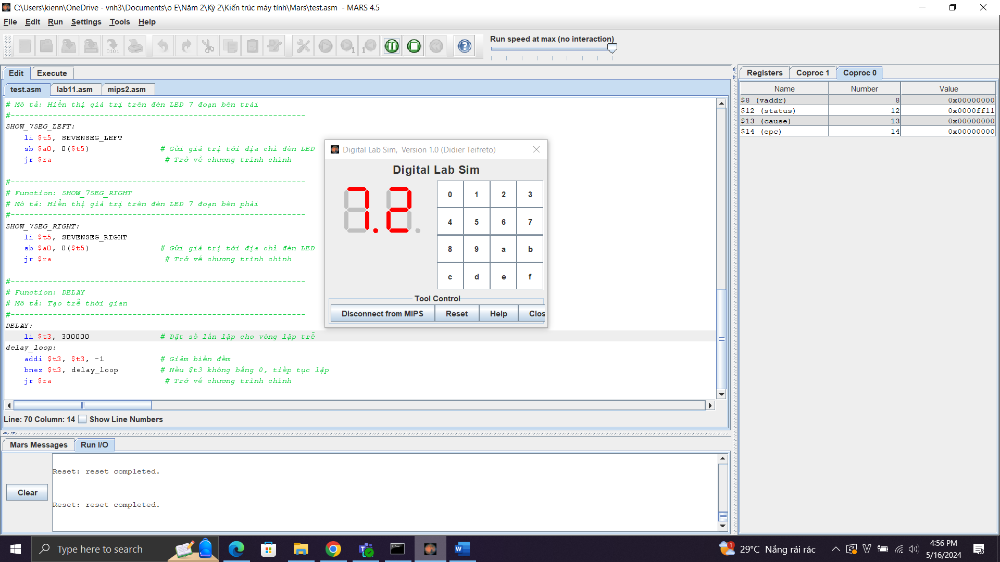 C:\Users\kienn\OneDrive - vnh3\Documents\o E\Năm 2\Kỳ 2\Kiến trúc máy tính\Mars\test.asm - MARS 4.5
File Edit Run Settings Tools Help
Run speed at max (no interaction)
Edit Execute
test.asm lab11.asm mips2.asm
# Mô tả: Hiển thị giá trị trên đèn LED 7 đoạn bên trái
#---------------------------------------------------------------
SHOW_7SEG_LEFT:
li $t5, SEVENSEG_LEFT
sb $a0, 0($t5) # Gửi giá trị tới địa chỉ đèn LED
jr $ra # Trở về chương trình chính
#---------------------------------------------------------------
# Function: SHOW_7SEG_RIGHT
# Mô tả: Hiển thị giá trị trên đèn LED 7 đoạn bên phải
#---------------------------------------------------------------
SHOW_7SEG_RIGHT:
li $t5, SEVENSEG_RIGHT
sb $a0, 0($t5) # Gửi giá trị tới địa chỉ đèn LED
jr $ra # Trở về chương trình chính
#---------------------------------------------------------------
# Function: DELAY
# Mô tả: Tạo trễ thời gian
#---------------------------------------------------------------
DELAY:
li $t3, 300000 # Đặt số lần lặp cho vòng lặp trễ
delay_loop:
addi $t3, $t3, -1 # Giảm biến đếm
bnez $t3, delay_loop # Nếu $t3 không bằng 0, tiếp tục lặp
jr $ra # Trở về chương trình chính
Line: 70 Column: 14 Show Line Numbers
Digital Lab Sim, Version 1.0 (Didier Teifreto)
Digital Lab Sim
7.2
0 1 2 3
4 5 6 7
8 9 a b
c d e f
Tool Control
Disconnect from MIPS Reset Help Clos
Registers Coproc 1 Coproc 0
Name Number Value
$8 (vaddr) 8 0x00000000
$12 (status) 12 0x0000ff11
$13 (cause) 13 0x00000000
$14 (epc) 14 0x00000000
Mars Messages Run I/O
Clear
Reset: reset completed.
Reset: reset completed.
Type here to search
29°C Nắng rải rác
4:56 PM
5/16/2024